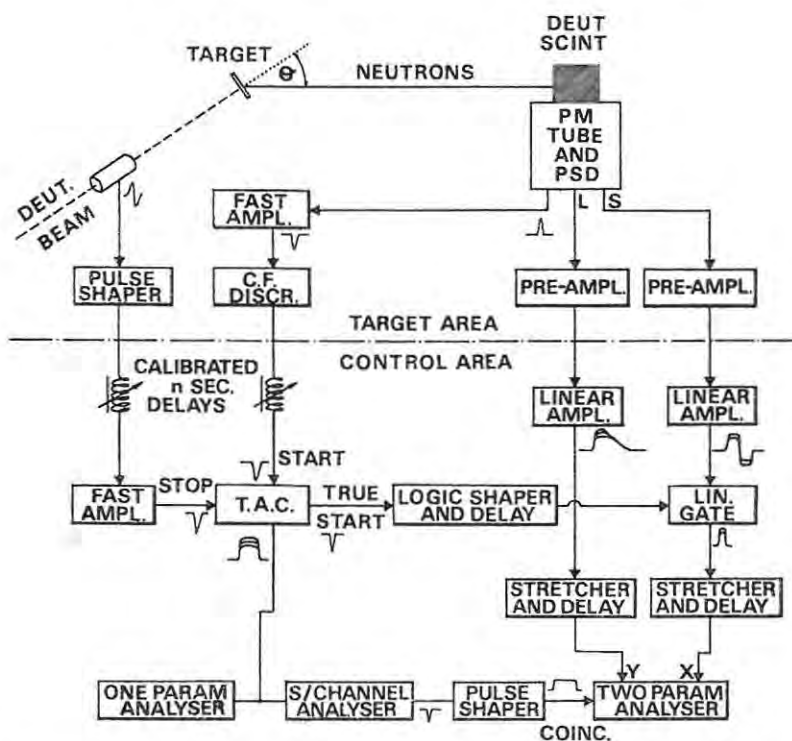 DEUT
SCINT
TARGET
Θ
NEUTRONS
PM
TUBE
AND
PSD
DEUT.
BEAM
L
S
FAST
AMPL.
PULSE
SHAPER
C.F.
DISCR.
PRE-AMPL.
PRE-AMPL.
TARGET AREA
CONTROL AREA
CALIBRATED
n SEC.
DELAYS
LINEAR
AMPL.
LINEAR
AMPL.
START
FAST
AMPL.
STOP
T.A.C.
TRUE
START
LOGIC SHAPER
AND DELAY
LIN.
GATE
STRETCHER
AND DELAY
STRETCHER
AND DELAY
Y
X
ONE PARAM
ANALYSER
S/CHANNEL
ANALYSER
PULSE
SHAPER
COINC.
TWO PARAM
ANALYSER